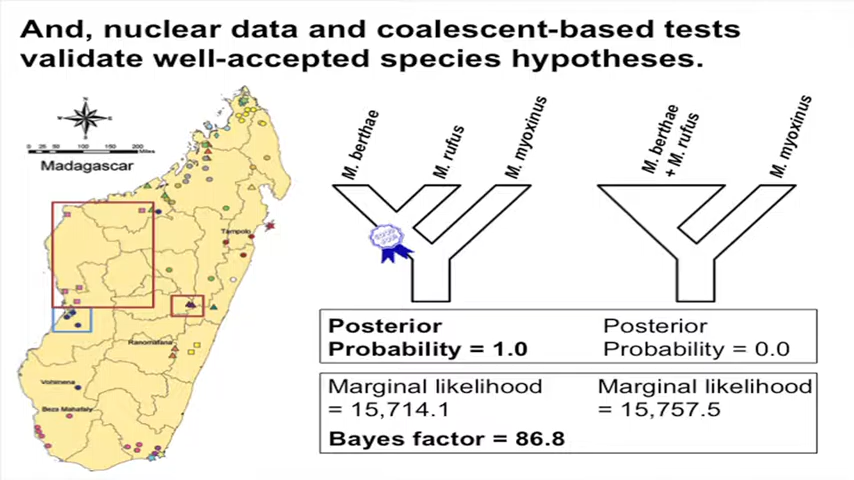 And, nuclear data and coalescent-based tests
validate well-accepted species hypotheses.
Madagascar
Tampolo
Ranomafana
Beza Mahafaly
M. berthae
M. rufus
M. myoxinus
M. berthae
+ M. rufus
M. myoxinus
Posterior
Probability = 1.0
Posterior
Probability = 0.0
Marginal likelihood
= 15,714.1
Marginal likelihood
= 15,757.5
Bayes factor = 86.8